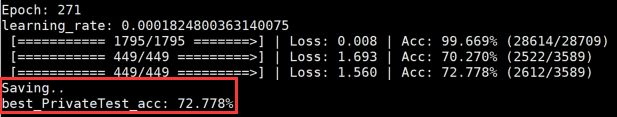 Epoch: 271
learning_rate: 0.0001824800363140075
[=========== 1795/1795 ========>] | Loss: 0.008 | Acc: 99.669% (28614/28709)
[=========== 449/449 ========>] | Loss: 1.693 | Acc: 70.270% (2522/3589)
[=========== 449/449 ========>] | Loss: 1.560 | Acc: 72.778% (2612/3589)
Saving..
best_PrivateTest_acc: 72.778%